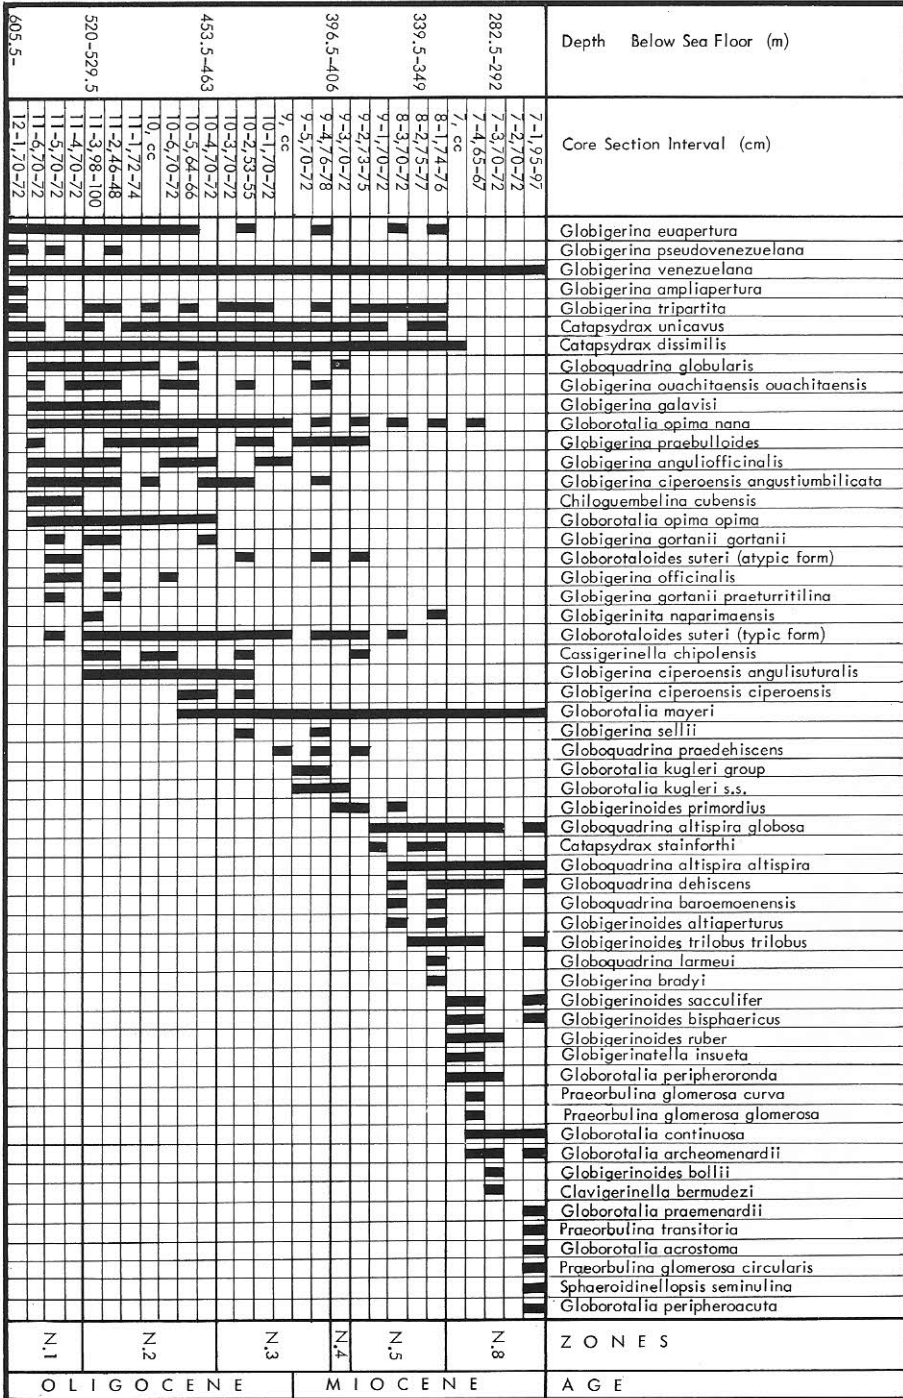 605.5-
520-529.5
453.5-463
396.5-406
339.5-349
282.5-292
Depth Below Sea Floor (m)
12-1,70-72
11-6,70-72
11-5,70-72
11-4,70-72
11-3,98-100
11-2,46-48
11-1,72-74
10, cc
10-6,70-72
10-5,64-66
10-4,70-72
10-3,70-72
10-2,53-55
10-1,70-72
9, cc
9-5,70-72
9-4,76-78
9-3,70-72
9-2,73-75
9-1,70-72
8-3,70-72
8-2,75-77
8-1,74-76
7, cc
7-4,65-67
7-3,70-72
7-2,70-72
7-1,95-97
Core Section Interval (cm)
Globigerina euapertura
Globigerina pseudovenezuelana
Globigerina venezuelana
Globigerina ampliapertura
Globigerina tripartita
Catapsydrax unicavus
Catapsydrax dissimilis
?
Globoquadrina globularis
Globigerina ouachitaensis ouachitaensis
Globigerina galavisi
Globorotalia opima nana
Globigerina praebulloides
Globigerina anguliofficinalis
Globigerina ciperoensis angustiumbilicata
Chiloguembelina cubensis
Globorotalia opima opima
Globigerina gortanii gortanii
Globorotaloides suteri (atypic form)
Globigerina officinalis
Globigerina gortanii praeturritilina
Globigerinita naparimaensis
Globorotaloides suteri (typic form)
Cassigerinella chipolensis
Globigerina ciperoensis angulisuturalis
Globigerina ciperoensis ciperoensis
Globorotalia mayeri
Globigerina sellii
Globoquadrina praedehiscens
Globorotalia kugleri group
Globorotalia kugleri s.s.
Globigerinoides primordius
Globoquadrina altispira globosa
Catapsydrax stainforthi
Globoquadrina altispira altispira
Globoquadrina dehiscens
Globoquadrina baroemoenensis
Globigerinoides altiaperturus
Globigerinoides trilobus trilobus
Globoquadrina larmeui
Globigerina bradyi
Globigerinoides sacculifer
Globigerinoides bisphaericus
Globigerinoides ruber
Globigerinatella insueta
Globorotalia peripheroronda
Praeorbulina glomerosa curva
Praeorbulina glomerosa glomerosa
Globorotalia continuosa
Globorotalia archeomenardii
Globigerinoides bollii
Clavigerinella bermudezi
Globorotalia praemenardii
Praeorbulina transitoria
Globorotalia acrostoma
Praeorbulina glomerosa circularis
Sphaeroidinellopsis seminulina
Globorotalia peripheroacuta
N.1
N.2
N.3
N.4
N.5
N.8
ZONES
OLIGOCENE
MIOCENE
AGE